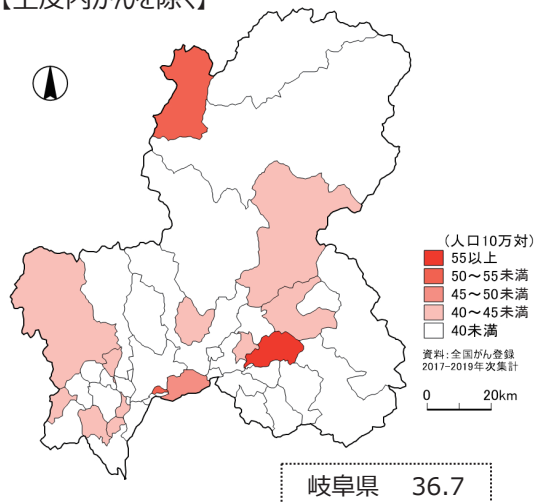 【上皮内がんを除く】
(人口10万対)
55以上
50～55未満
45～50未満
40～45未満
40未満
資料:全国がん登録
2017-2019年次集計
0 20km
岐阜県 36.7